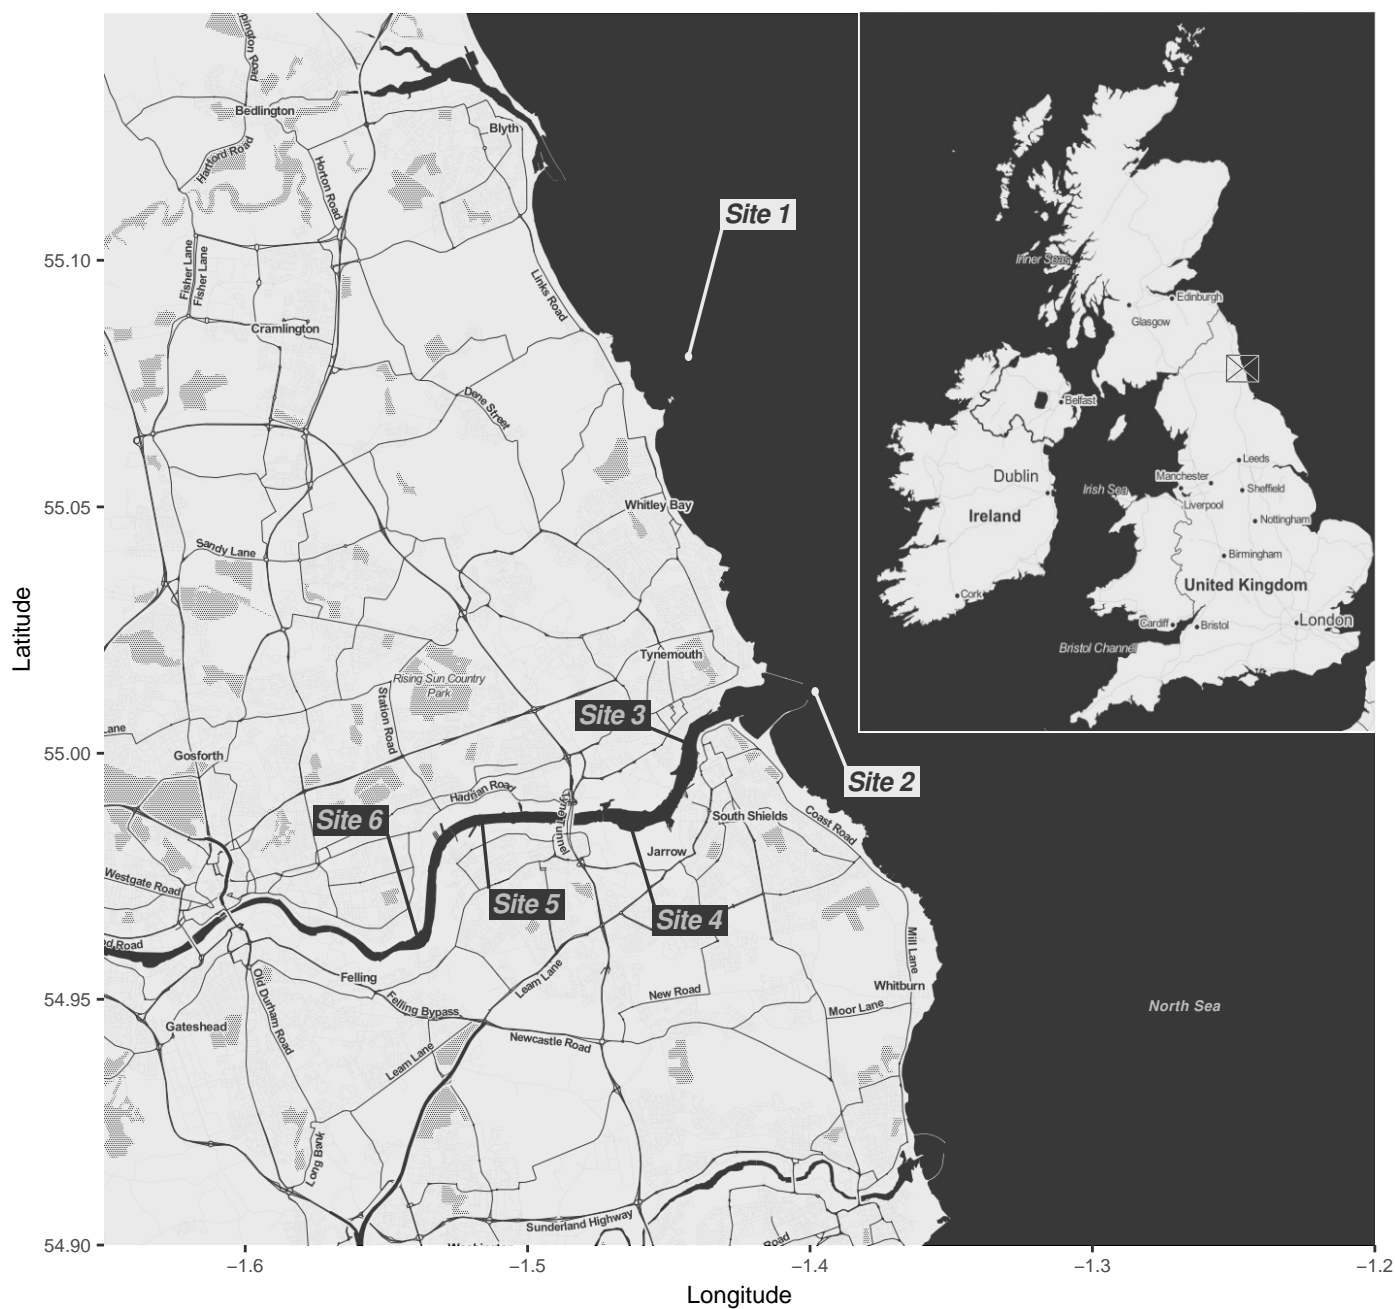 pington Road
Bedlington
Blyth
Hartford Road
Horton Road
Site 1
55.10
Fisher Lane
Fisher Lane
Links Road
Cramlington
Dene Street
55.05
Whitley Bay
Sandy Lane
Latitude
Tynemouth
Rising Sun Country
Park
Station Road
Site 3
Lane
55.00
Gosforth
Site 2
Hadrian Road
Tyne Tunnel
Site 6
South Shields
Coast Road
Jarrow
Westgate Road
Site 5
Site 4
Road
Mill Lane
Felling
Old Durham Road
Leam Lane
New Road
Whitburn
54.95
Felling Bypass
Moor Lane
North Sea
Gateshead
Newcastle Road
Leam Lane
Long Bank
Sunderland Highway
Road
54.90
−1.6
−1.5
−1.4
−1.3
−1.2
Longitude
Inner Seas
Edinburgh
Glasgow
Belfast
Leeds
Dublin
Manchester
Irish Sea
Sheffield
Liverpool
Ireland
Nottingham
Birmingham
United Kingdom
Cork
Cardiff
Bristol
London
Bristol Channel